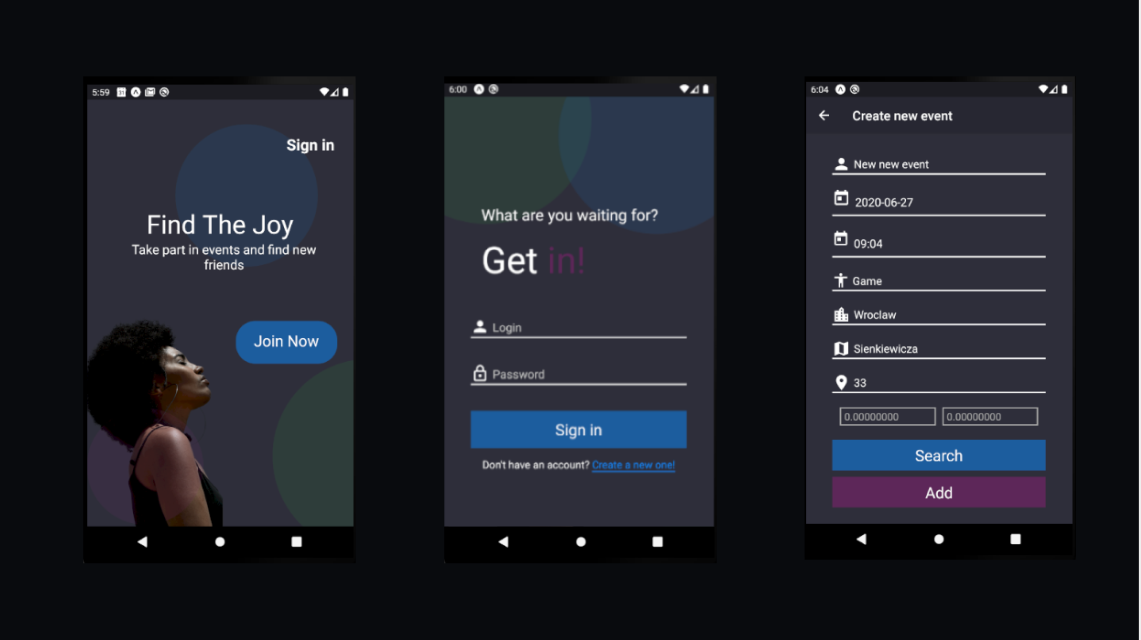 5:59
Sign in
Find The Joy
Take part in events and find new
friends
Join Now
6:00
What are you waiting for?
Get in!
Login
Password
Sign in
Don't have an account? Create a new one!
6:04
Create new event
New new event
2020-06-27
09:04
Game
Wroclaw
Sienkiewicza
33
0.00000000 0.00000000
Search
Add